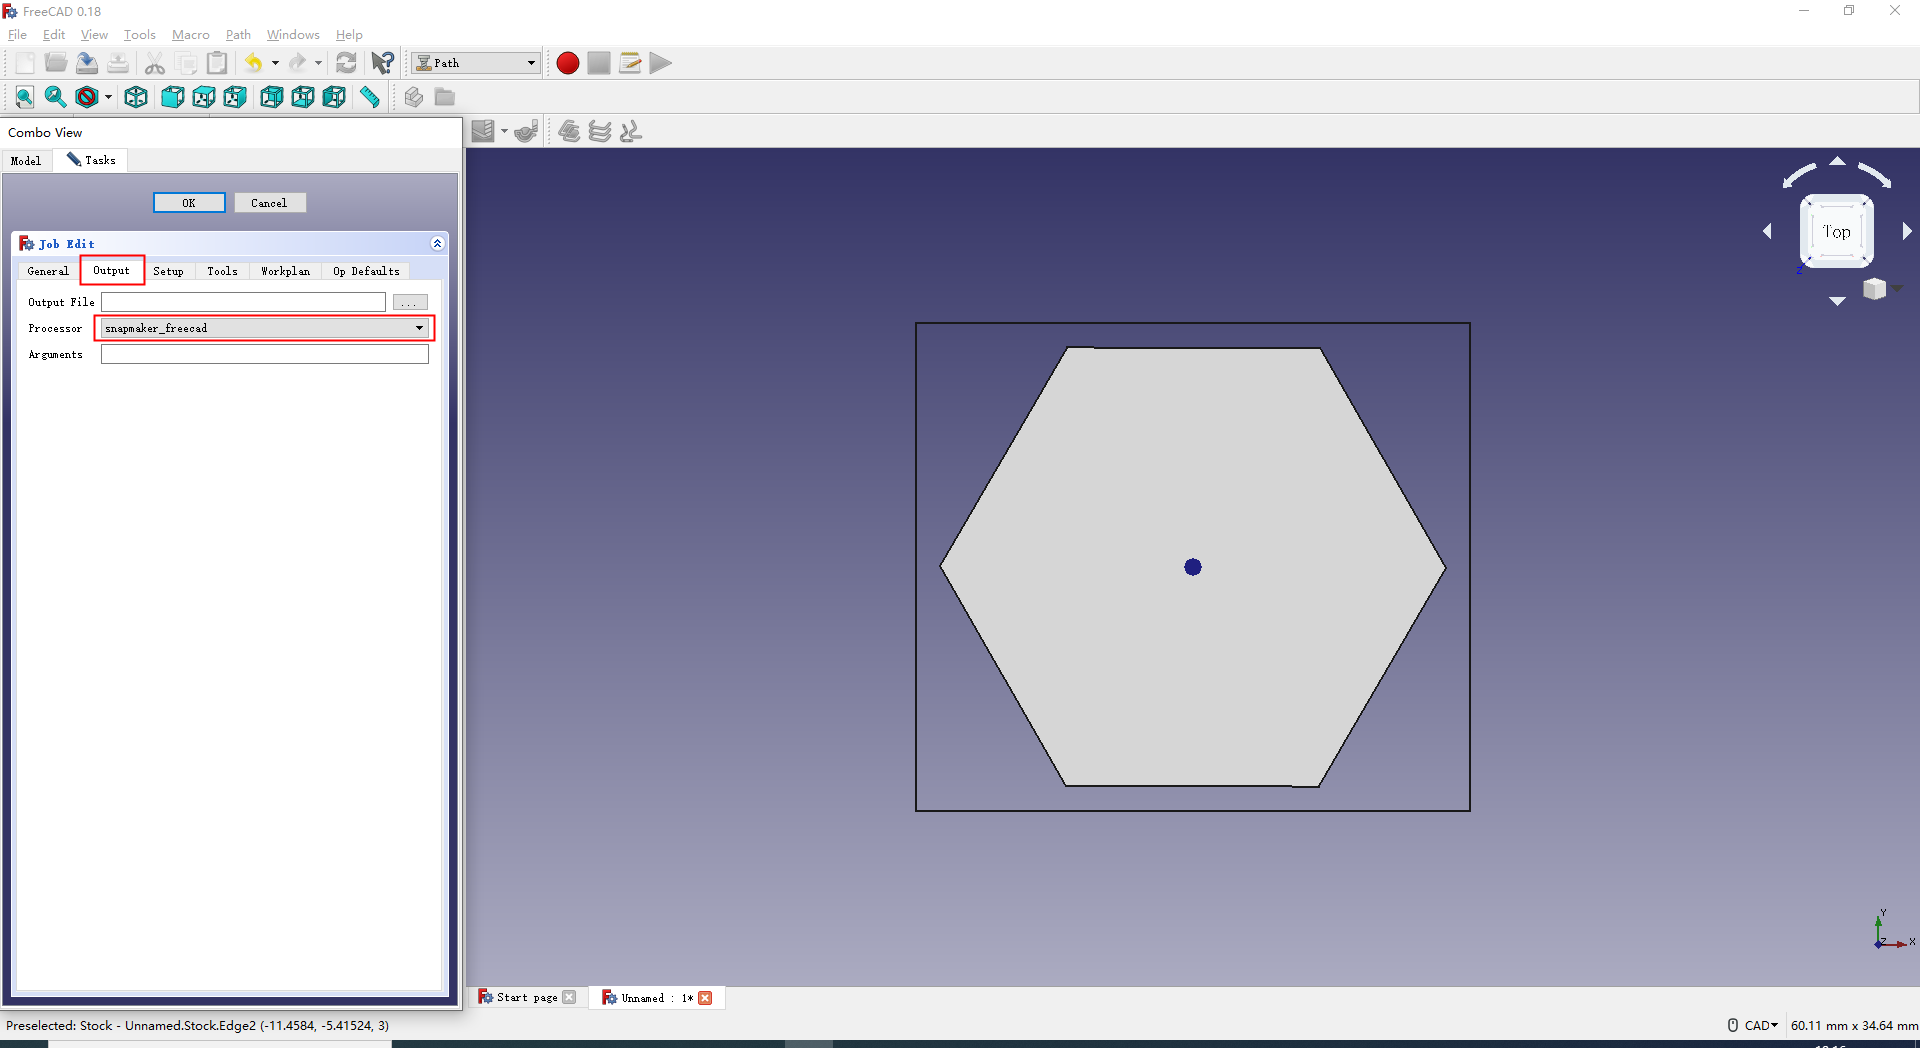 FreeCAD 0.18
File Edit View Tools Macro Path Windows Help
Path
Combo View
Model Tasks
OK Cancel
Job Edit
General Output Setup Tools Workplan Op Defaults
Output File ...
Processor snapmaker_freecad
Arguments
Top
Z
Y
Z X
Start page Unnamed : 1*
Preselected: Stock - Unnamed.Stock.Edge2 (-11.4584, -5.41524, 3) CAD 60.11 mm x 34.64 mm